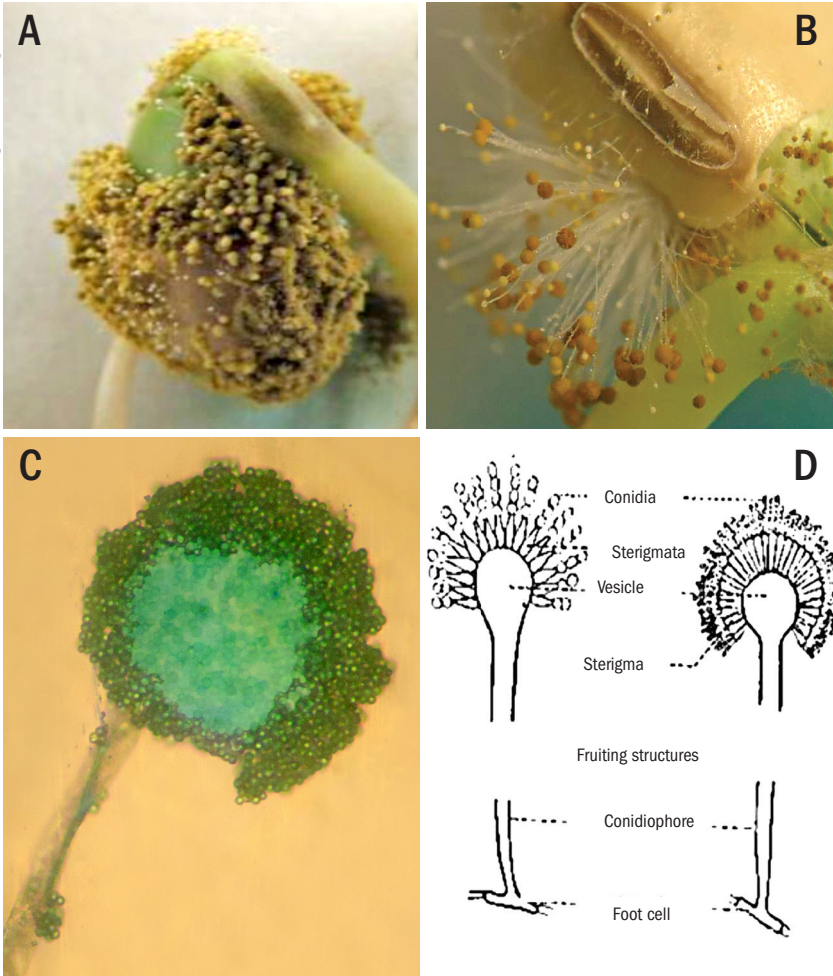 A
B
C
D
Conidia
Sterigmata
Vesicle
Sterigma
Fruiting structures
Conidiophore
Foot cell